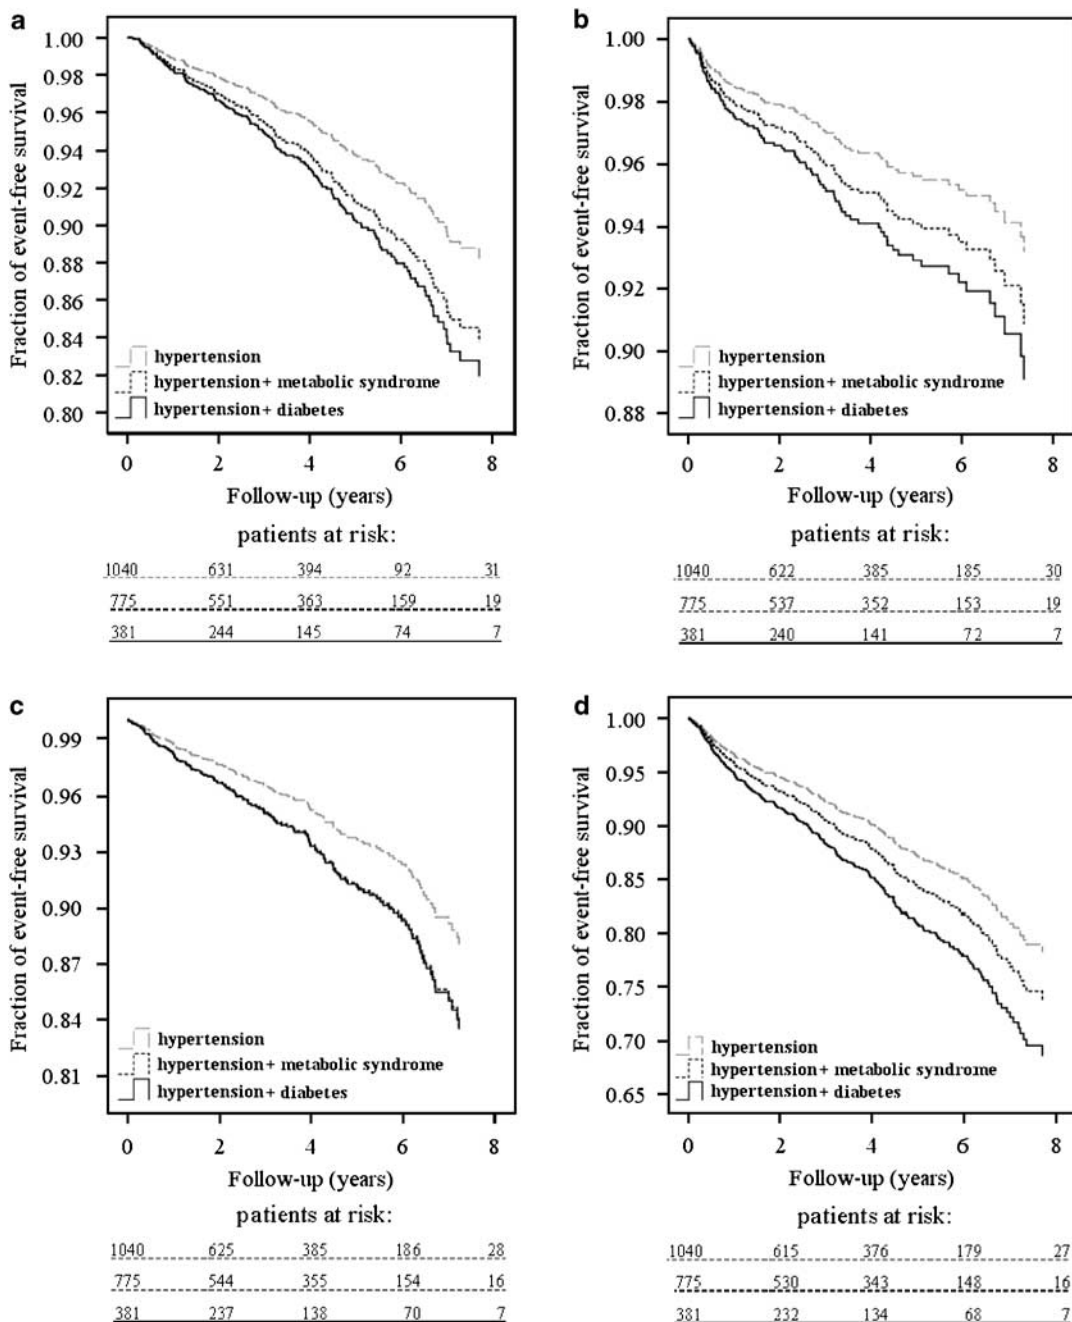 a
Fraction of event-free survival
1.00
0.98
0.96
0.94
0.92
0.90
0.88
0.86
0.84
0.82
0.80
hypertension
hypertension+ metabolic syndrome
hypertension+ diabetes
0 2 4 6 8
Follow-up (years)
patients at risk:
1040 631 394 92 31
775 551 363 159 19
381 244 145 74 7
b
Fraction of event-free survival
1.00
0.98
0.96
0.94
0.92
0.90
0.88
hypertension
hypertension+ metabolic syndrome
hypertension+ diabetes
0 2 4 6 8
Follow-up (years)
patients at risk:
1040 622 385 185 30
775 537 352 153 19
381 240 141 72 7
c
Fraction of event-free survival
0.99
0.96
0.93
0.90
0.87
0.84
0.81
hypertension
hypertension+ metabolic syndrome
hypertension+ diabetes
0 2 4 6 8
Follow-up (years)
patients at risk:
1040 625 385 186 28
775 544 355 154 16
381 237 138 70 7
d
Fraction of event-free survival
1.00
0.95
0.90
0.85
0.80
0.75
0.70
0.65
hypertension
hypertension+ metabolic syndrome
hypertension+ diabetes
0 2 4 6 8
Follow-up (years)
patients at risk:
1040 615 376 179 27
775 530 343 148 16
381 232 134 68 7